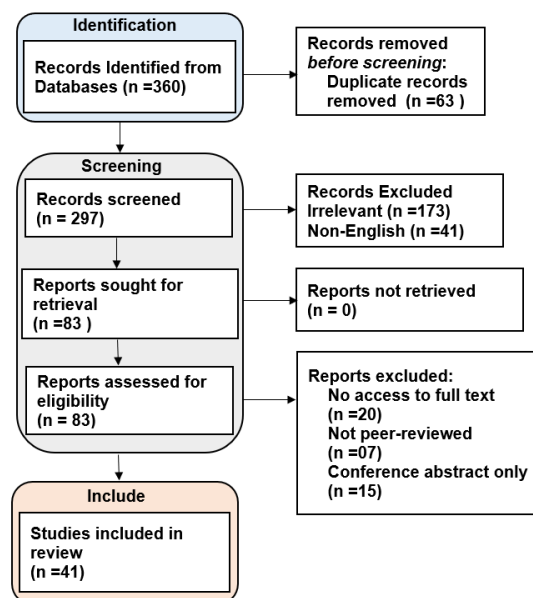 Identification
Records Identified from
Databases (n =360)
Records removed
before screening:
Duplicate records
removed (n =63 )
Screening
Records screened
(n = 297)
Records Excluded
Irrelevant (n =173)
Non-English (n =41)
Reports sought for
retrieval
(n =83 )
Reports not retrieved
(n = 0)
Reports assessed for
eligibility
(n = 83)
Reports excluded:
No access to full text
(n =20)
Not peer-reviewed
(n =07)
Conference abstract only
(n =15)
Include
Studies included in
review
(n =41)